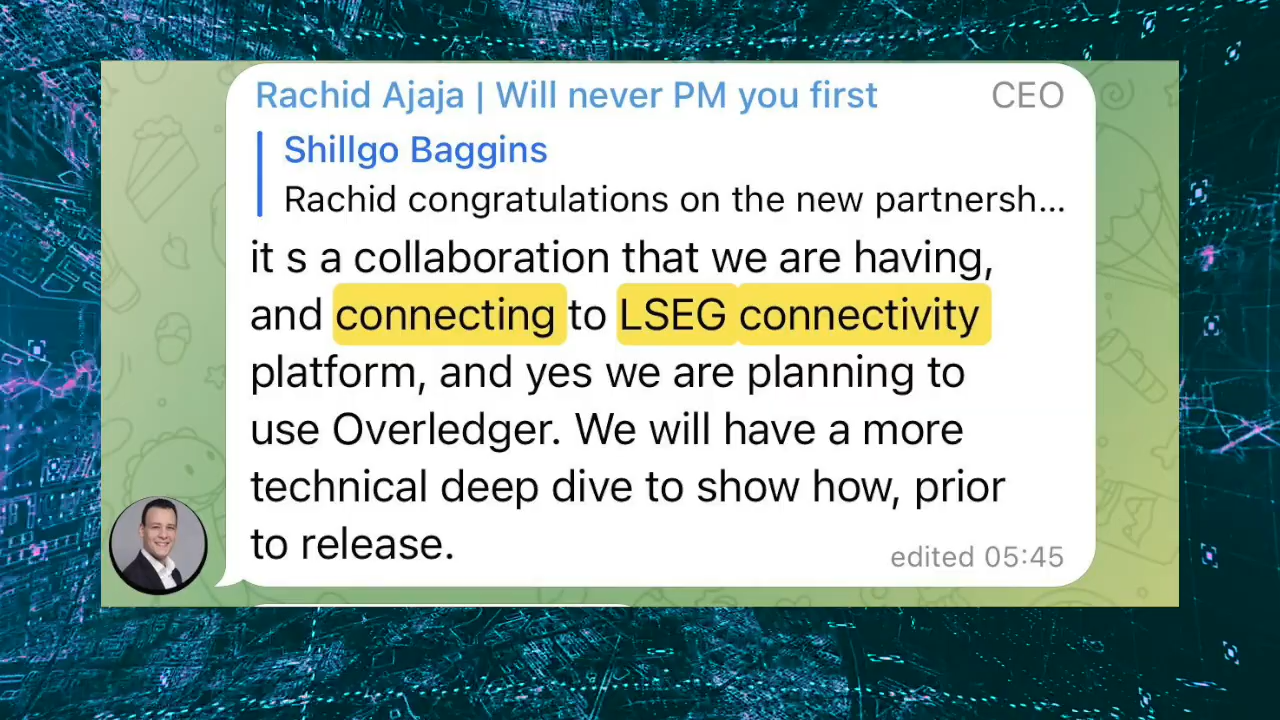 Rachid Ajaja | Will never PM you first CEO
Shillgo Baggins
Rachid congratulations on the new partnersh...
it s a collaboration that we are having,
and connecting to LSEG connectivity
platform, and yes we are planning to
use Overledger. We will have a more
technical deep dive to show how, prior
to release.
edited 05:45